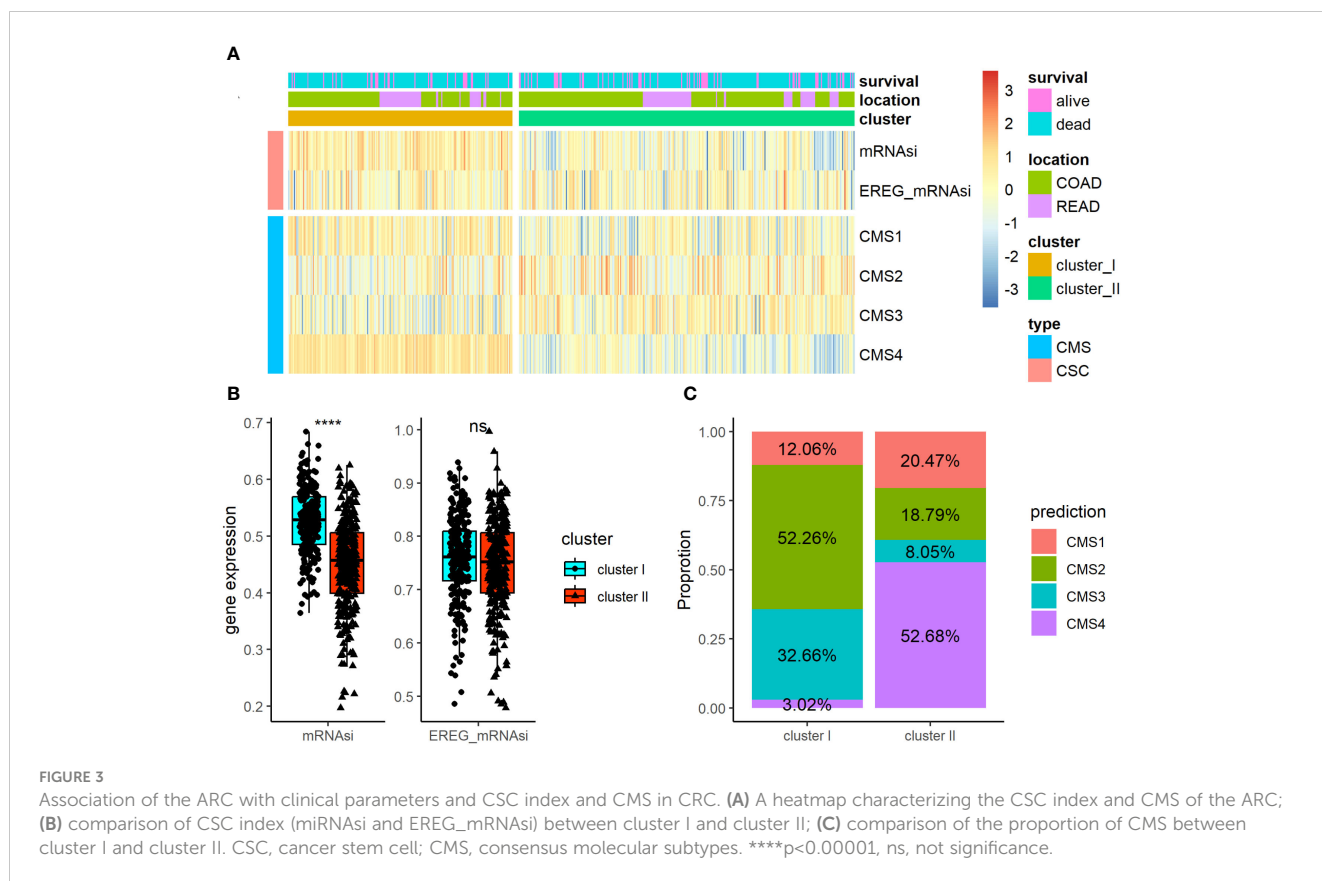 A
survival
location
cluster
mRNAsi
EREG_mRNAsi
CMS1
CMS2
CMS3
CMS4
3
2
1
0
-1
-2
-3
survival
alive
dead
location
COAD
READ
cluster
cluster_I
cluster_II
type
CMS
CSC
B
gene expression
0.7
0.6
0.5
0.4
0.3
0.2
****
mRNAsi
1.0
0.9
0.8
0.7
0.6
0.5
ns
EREG_mRNAsi
cluster
cluster I
cluster II
C
Proprotion
1.00
0.75
0.50
0.25
0.00
12.06%
52.26%
32.66%
3.02%
20.47%
18.79%
8.05%
52.68%
cluster I
cluster II
prediction
CMS1
CMS2
CMS3
CMS4
FIGURE 3
Association of the ARC with clinical parameters and CSC index and CMS in CRC. (A) A heatmap characterizing the CSC index and CMS of the ARC;
(B) comparison of CSC index (miRNAsi and EREG_mRNAsi) between cluster I and cluster II; (C) comparison of the proportion of CMS between
cluster I and cluster II. CSC, cancer stem cell; CMS, consensus molecular subtypes. ****p<0.00001, ns, not significance.